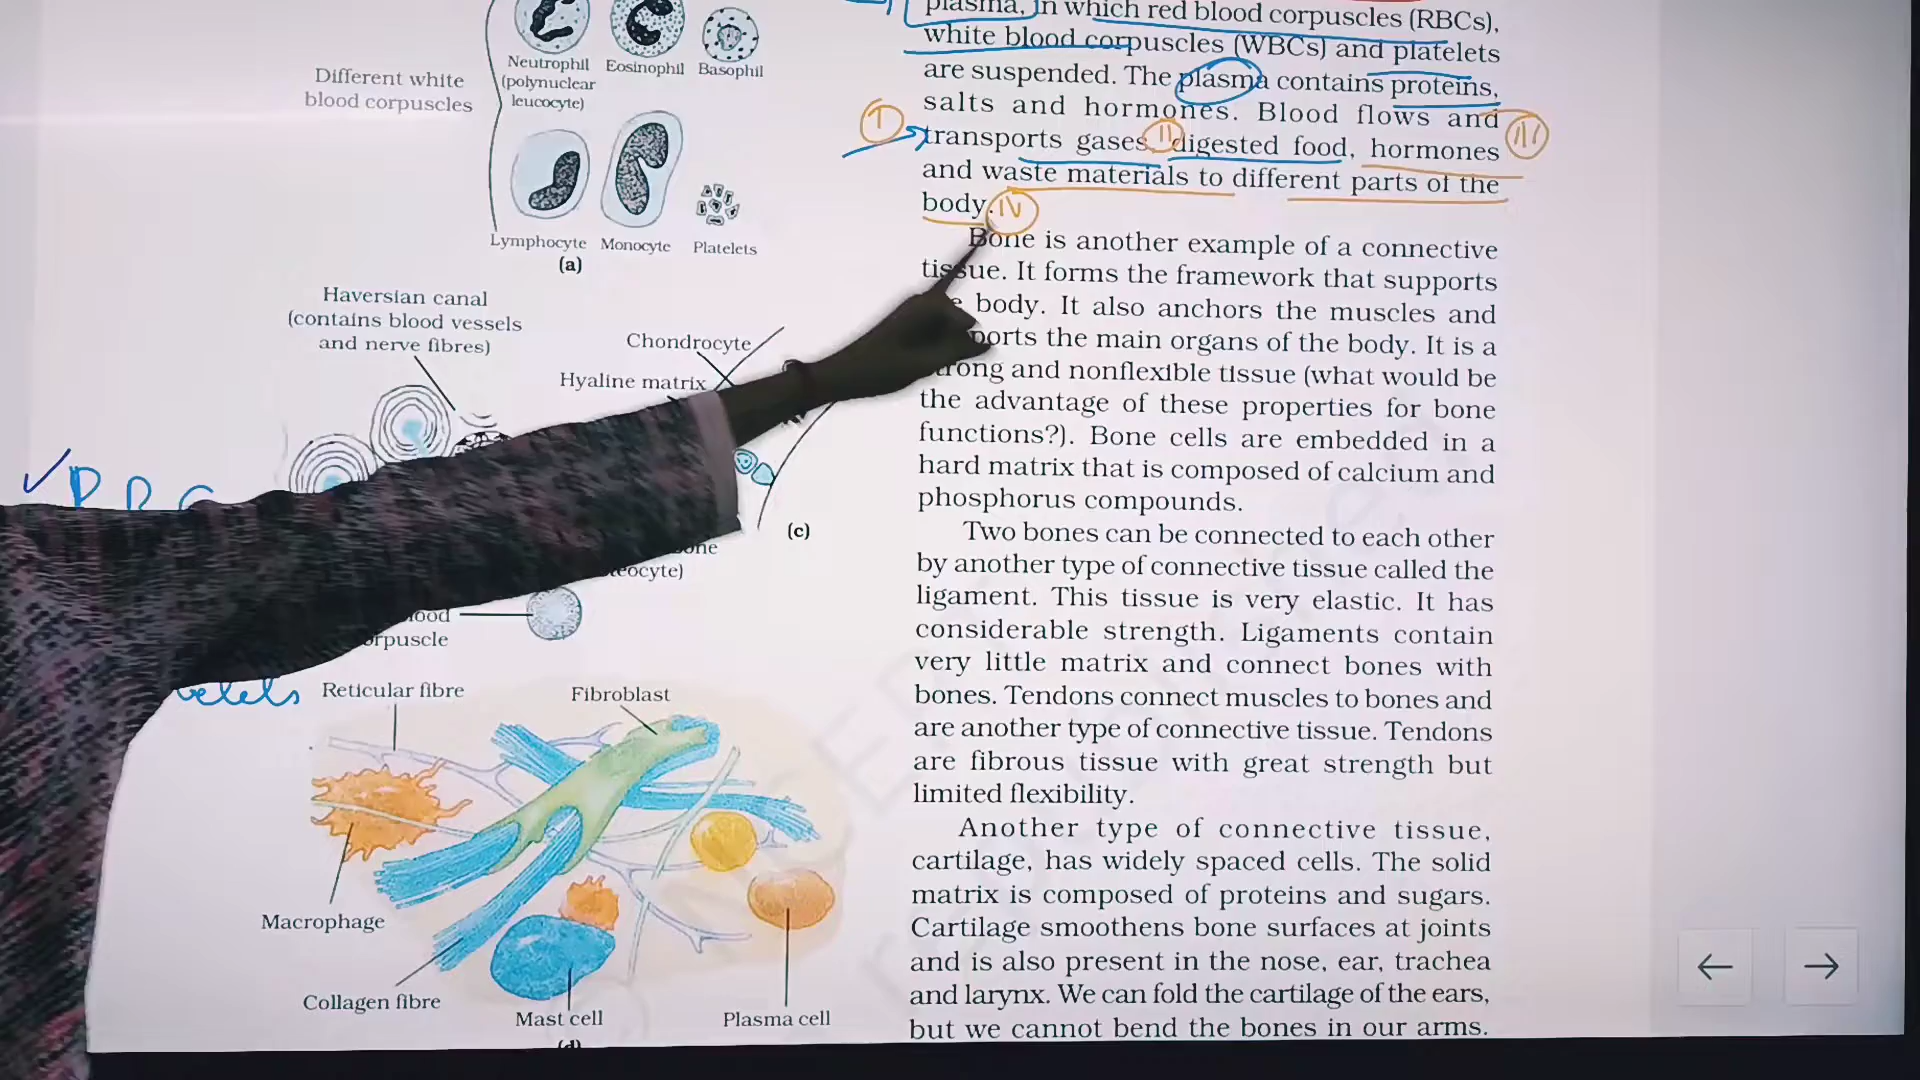 Different white
blood corpuscles
Neutrophil
(polynuclear
leucocyte)
Eosinophil
Basophil
Lymphocyte
Monocyte
Platelets
(a)
Haversian canal
(contains blood vessels
and nerve fibres)
Chondrocyte
Hyaline matrix
(c)
Reticular fibre
Fibroblast
Macrophage
Collagen fibre
Mast cell
Plasma cell
(d)
plasma, in which red blood corpuscles (RBCs),
white blood corpuscles (WBCs) and platelets
are suspended. The plasma contains proteins,
salts and hormones. Blood flows and
III
I
transports gases, II digested food, hormones
and waste materials to different parts of the
body. IV
Bone is another example of a connective
tissue. It forms the framework that supports
body. It also anchors the muscles and
ports the main organs of the body. It is a
strong and nonflexible tissue (what would be
the advantage of these properties for bone
functions?). Bone cells are embedded in a
hard matrix that is composed of calcium and
phosphorus compounds.
Two bones can be connected to each other
by another type of connective tissue called the
ligament. This tissue is very elastic. It has
considerable strength. Ligaments contain
very little matrix and connect bones with
bones. Tendons connect muscles to bones and
are another type of connective tissue. Tendons
are fibrous tissue with great strength but
limited flexibility.
Another type of connective tissue,
cartilage, has widely spaced cells. The solid
matrix is composed of proteins and sugars.
Cartilage smoothens bone surfaces at joints
and is also present in the nose, ear, trachea
and larynx. We can fold the cartilage of the ears,
but we cannot bend the bones in our arms.